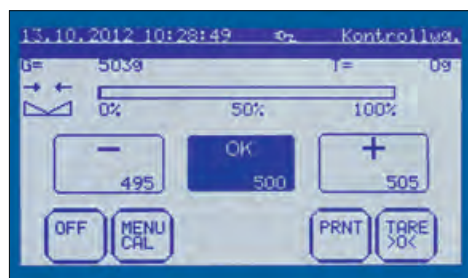 13.10.2012 10:28:49 Kontrollwg.
G= 503g T= 0g
0% 50% 100%
− OK +
495 500 505
OFF MENU CAL PRNT TARE >0<